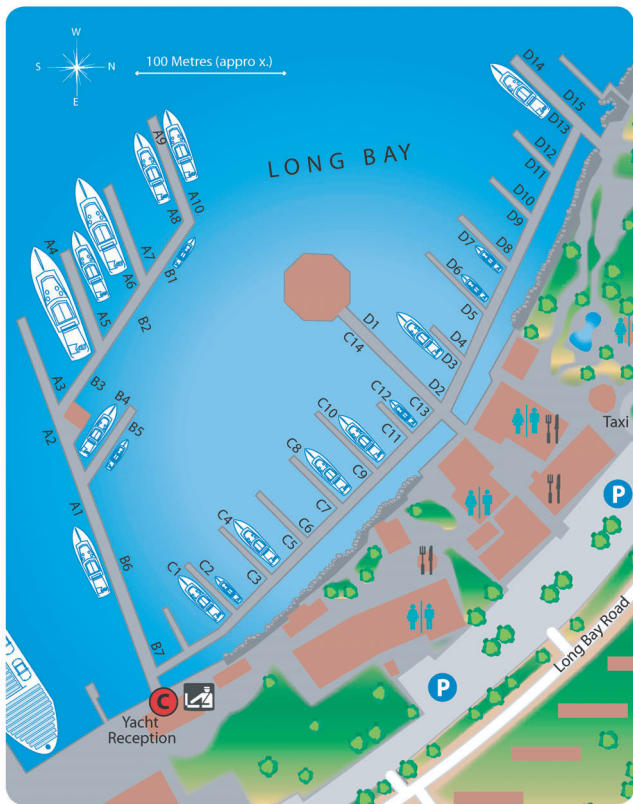 W
S
N
E
100 Metres (appro x.)
LONG BAY
D14
D15
D13
D12
D11
D10
D9
D8
D7
D6
D5
D4
D3
D2
D1
C14
A9
A8
A10
A7
A6
A5
A4
B1
B2
B3
A3
B4
B5
A2
A1
B6
B7
C12
C13
C11
C10
C9
C8
C7
C6
C5
C4
C3
C2
C1
Taxi
P
P
Long Bay Road
C
Yacht
Reception